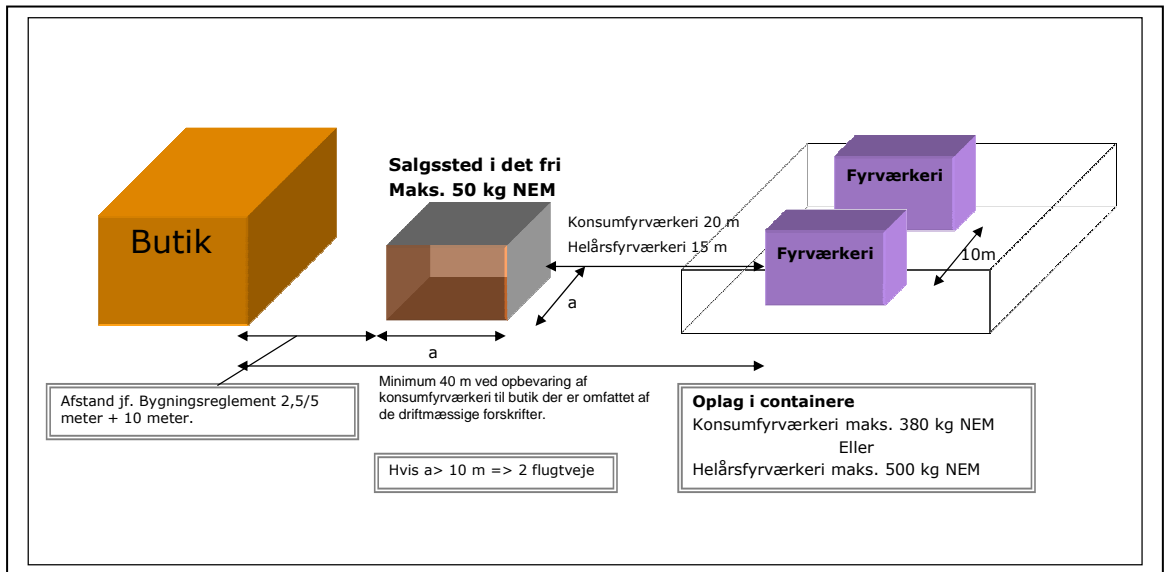 Salgssted i det fri
Maks. 50 kg NEM
Butik
Konsumfyrværkeri 20 m
Helårsfyrværkeri 15 m
Fyrværkeri
Fyrværkeri
10m
a
a
Afstand jf. Bygningsreglement 2,5/5
meter + 10 meter.
Minimum 40 m ved opbevaring af
konsumfyrværkeri til butik der er omfattet af
de driftmæssige forskrifter.
Hvis a> 10 m => 2 flugtveje
Oplag i containere
Konsumfyrværkeri maks. 380 kg NEM
Eller
Helårsfyrværkeri maks. 500 kg NEM